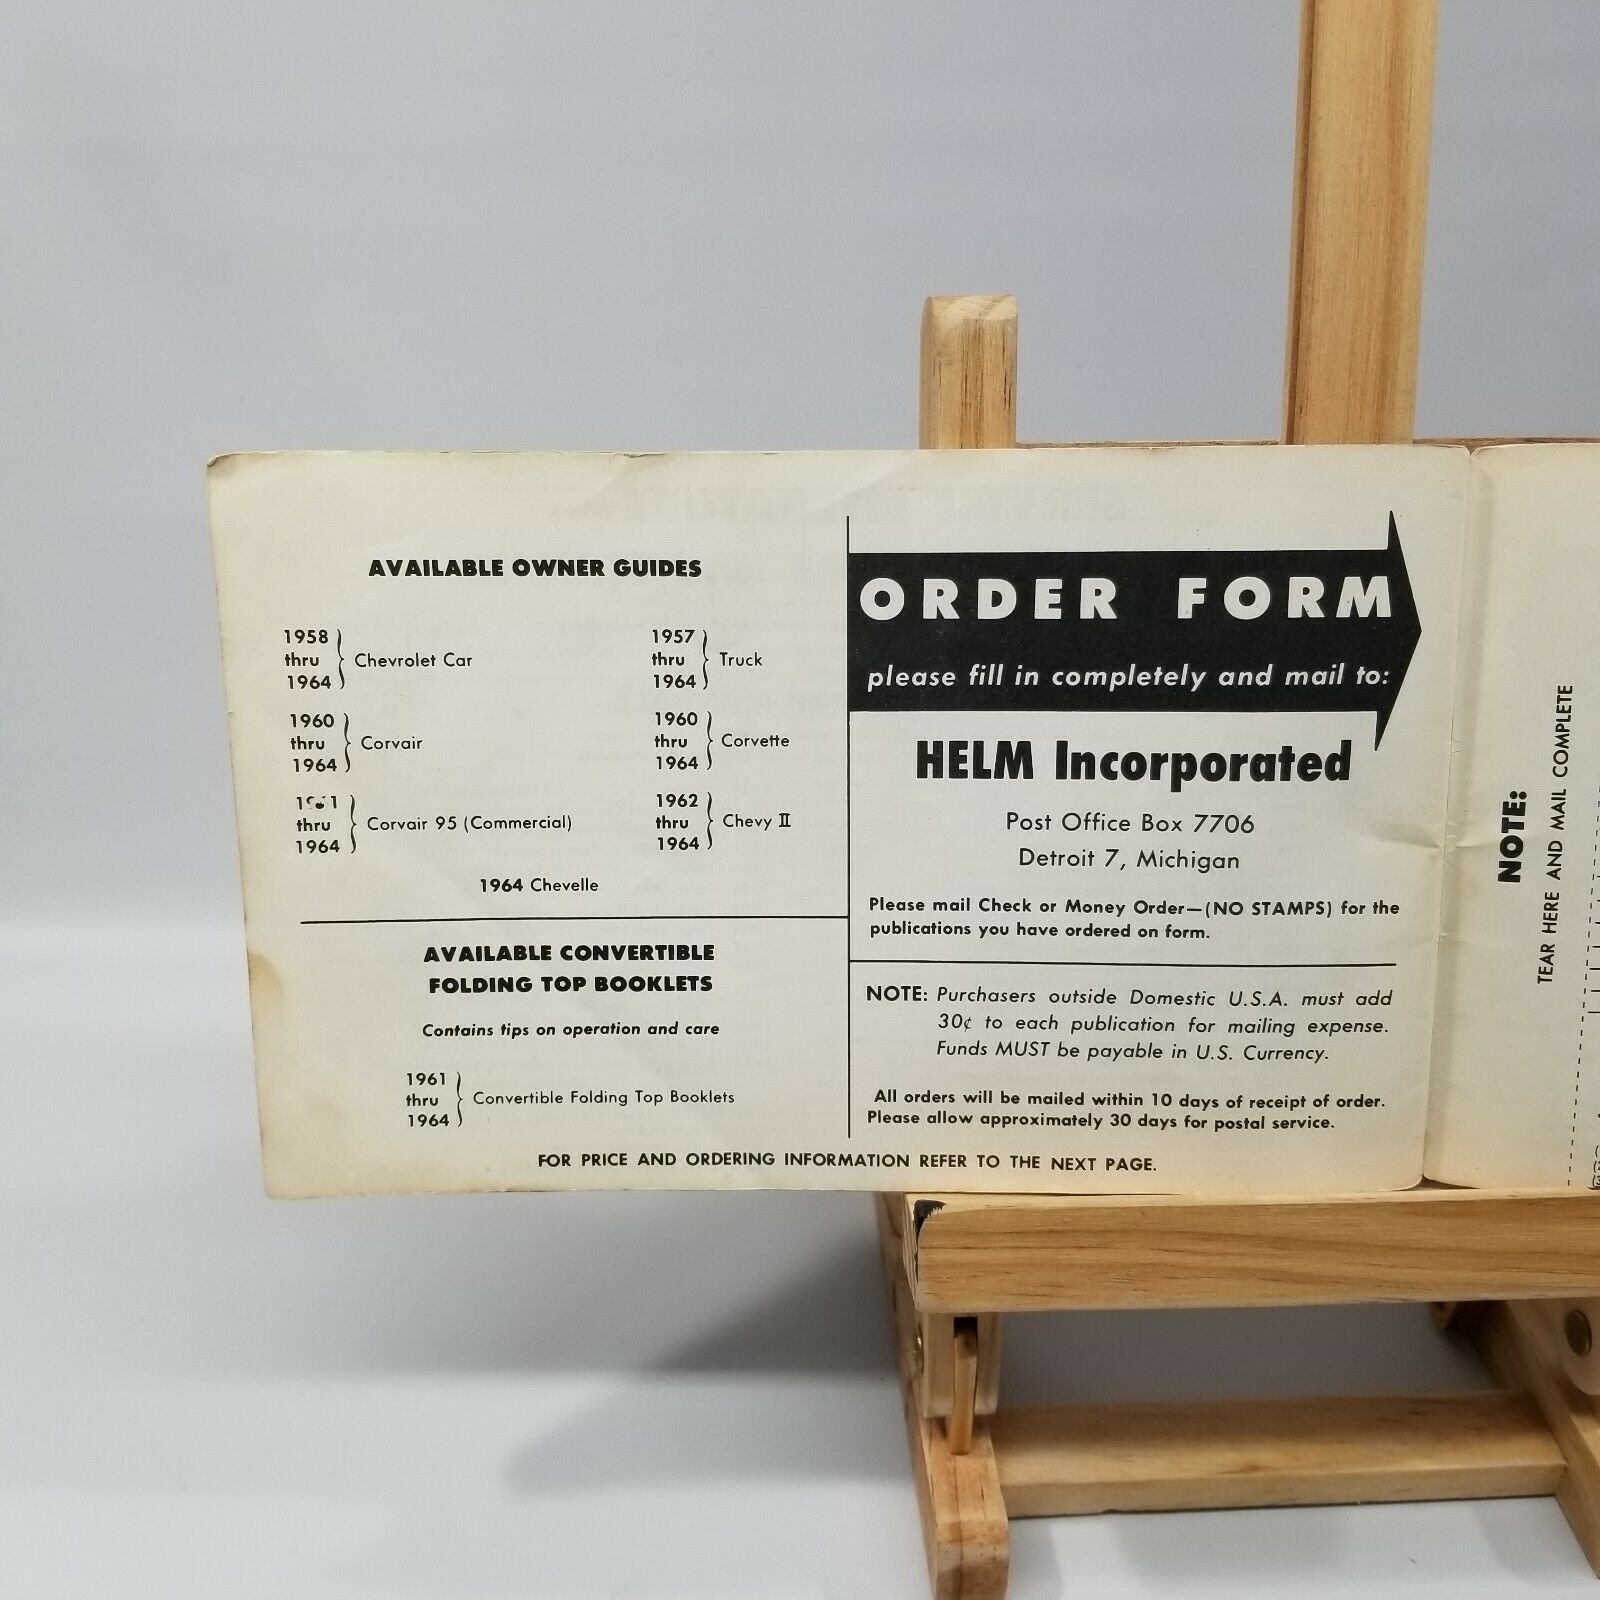 AVAILABLE OWNER GUIDES
1958
thru
1964
Chevrolet Car
1957
thru
1964
Truck
1960
thru
1964
Corvair
1960
thru
1964
Corvette
thru
1964
Corvair 95 (Commercial)
1962
thru
1964
Chevy II
1964 Chevelle
AVAILABLE CONVERTIBLE
FOLDING TOP BOOKLETS
Contains tips on operation and care
1961
thru
1964
Convertible Folding Top Booklets
ORDER FORM
please fill in completely and mail to:
HELM Incorporated
Post Office Box 7706
Detroit 7, Michigan
Please mail Check or Money Order—(NO STAMPS) for the
publications you have ordered on form.
NOTE: Purchasers outside Domestic U.S.A. must add
30¢ to each publication for mailing expense.
Funds MUST be payable in U.S. Currency.
All orders will be mailed within 10 days of receipt of order.
Please allow approximately 30 days for postal service.
FOR PRICE AND ORDERING INFORMATION REFER TO THE NEXT PAGE.
NOTE:
TEAR HERE AND MAIL COMPLETE